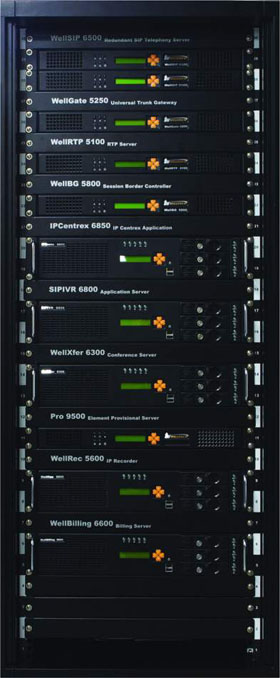 WellSIP 6500 Redundant SIP Telephony Server
WellGate 5250 Universal Trunk Gateway
WellRTP 5100 RTP Server
WellBG 5800 Session Border Controller
IPCentrex 6850 IP Centrex Application
SIPIVR 6800 Application Server
WellXfer 6300 Conference Server
Pro 9500 Element Provisional Server
WellRec 5600 IP Recorder
WellBilling 6600 Billing Server